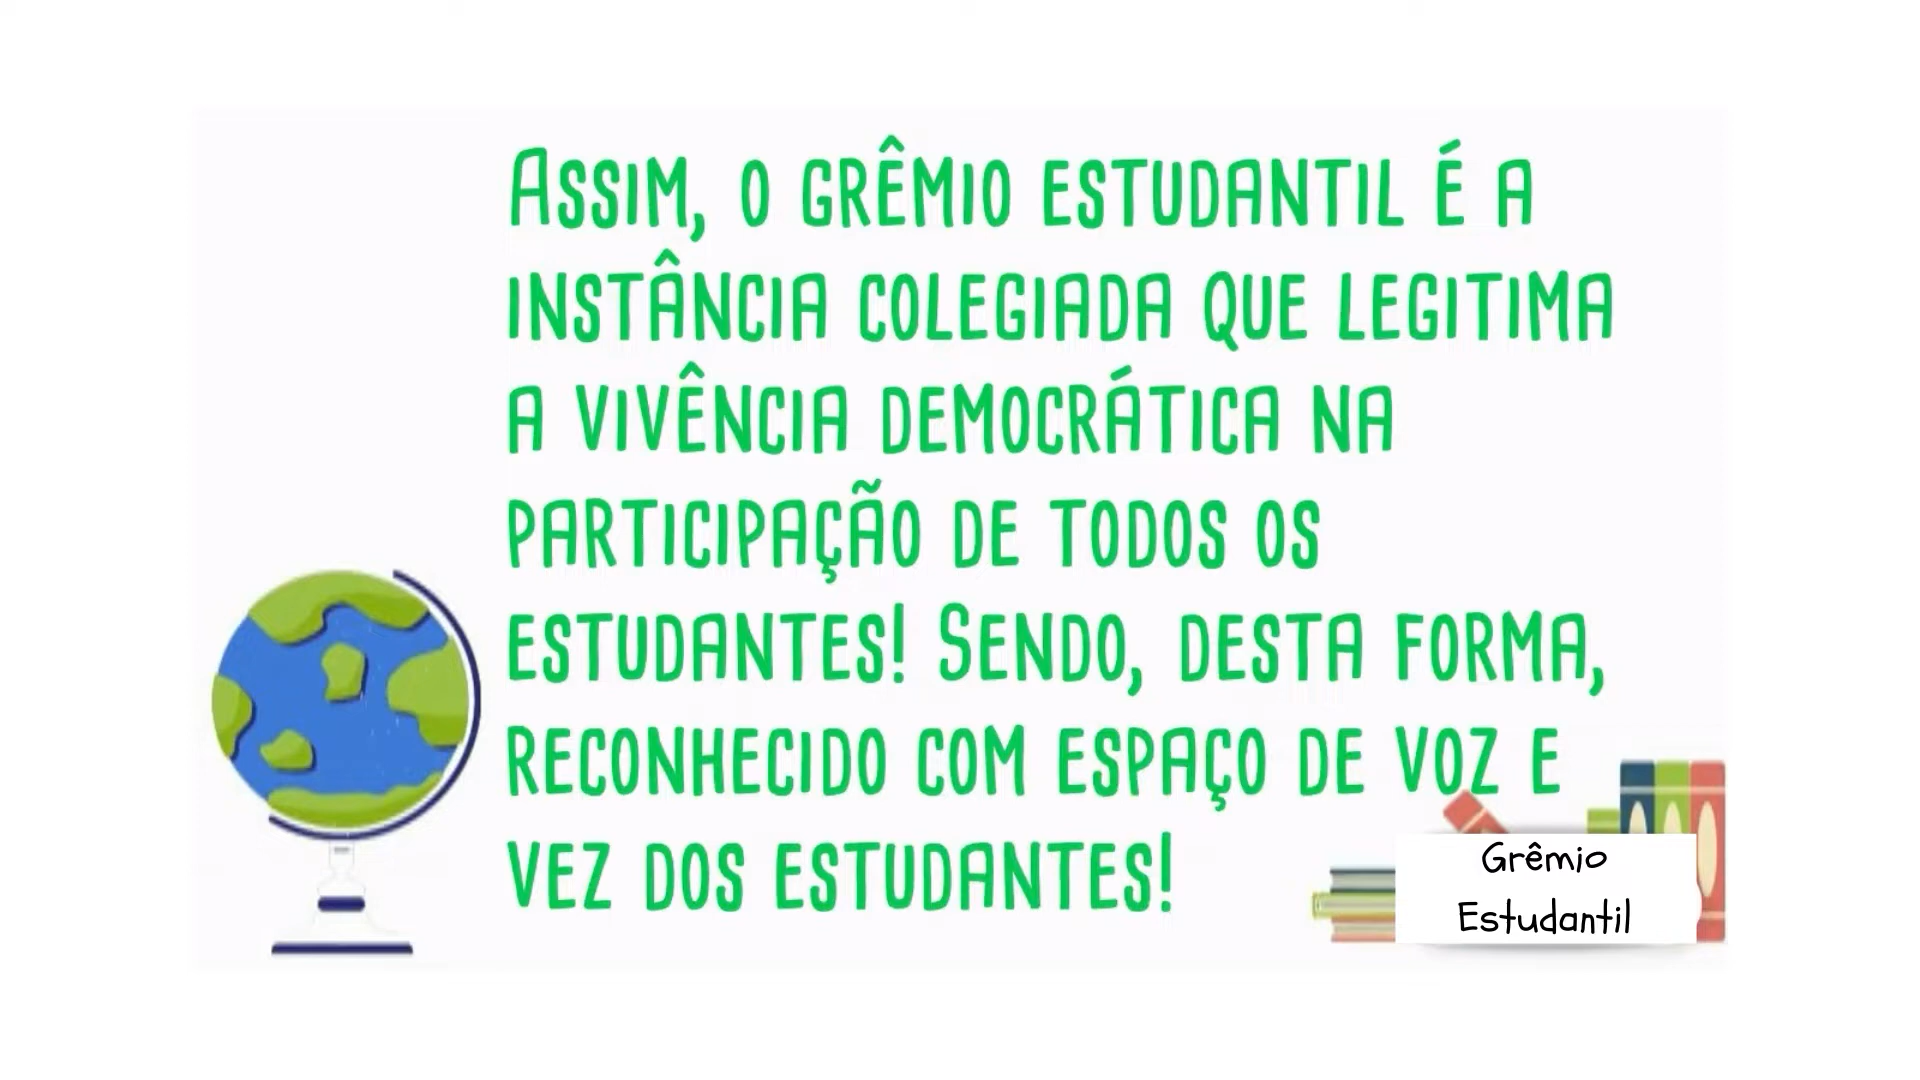 Assim, o grêmio estudantil é a
instância colegiada que legitima
a vivência democrática na
participação de todos os
estudantes! Sendo, desta forma,
reconhecido com espaço de voz e
vez dos estudantes!
Grêmio
Estudantil